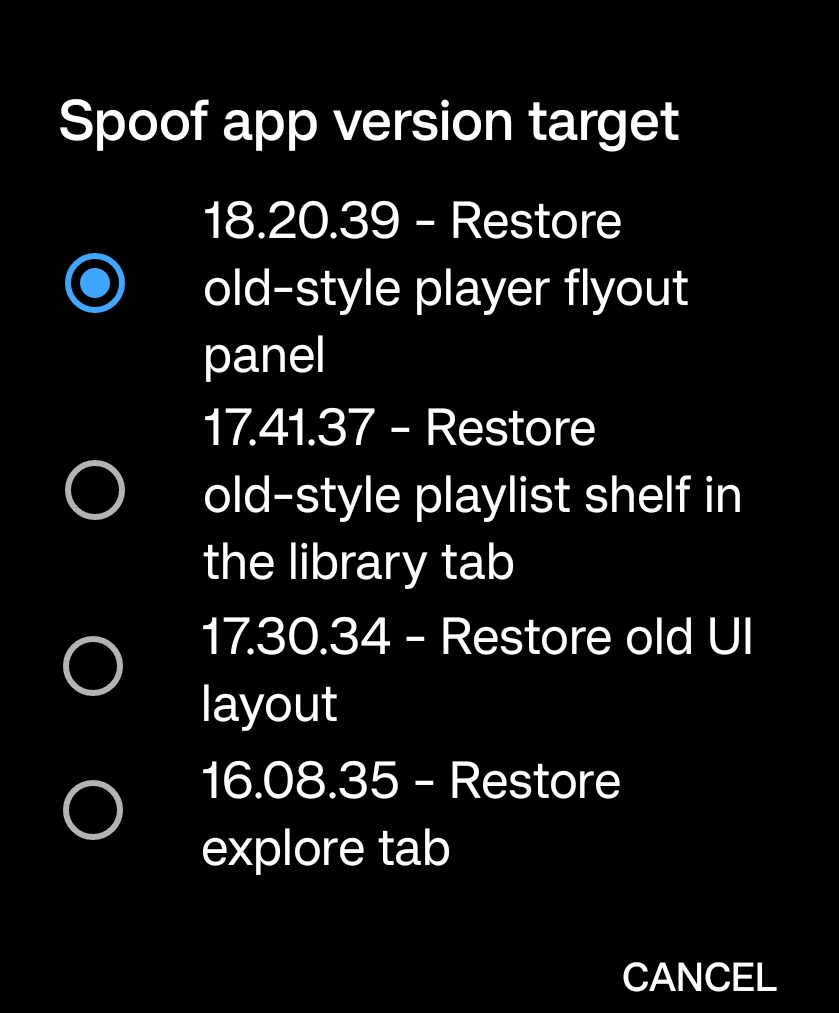 Spoof app version target
18.20.39 - Restore
old-style player flyout
panel
17.41.37 - Restore
old-style playlist shelf in
the library tab
17.30.34 - Restore old UI
layout
16.08.35 - Restore
explore tab
CANCEL